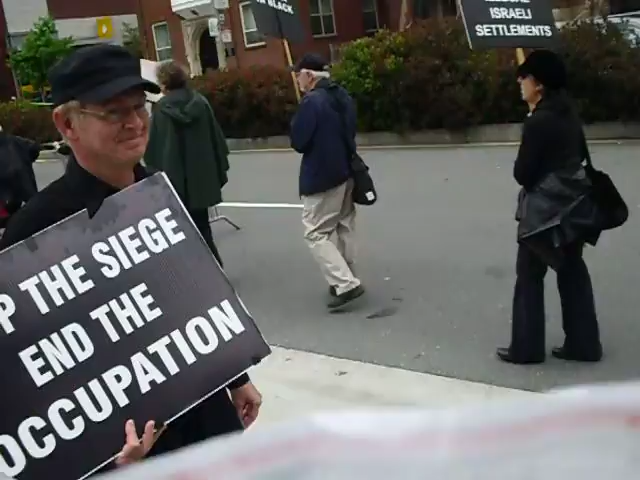 BLACK
ISRAELI
SETTLEMENTS
P THE SIEGE
END THE
OCCUPATION